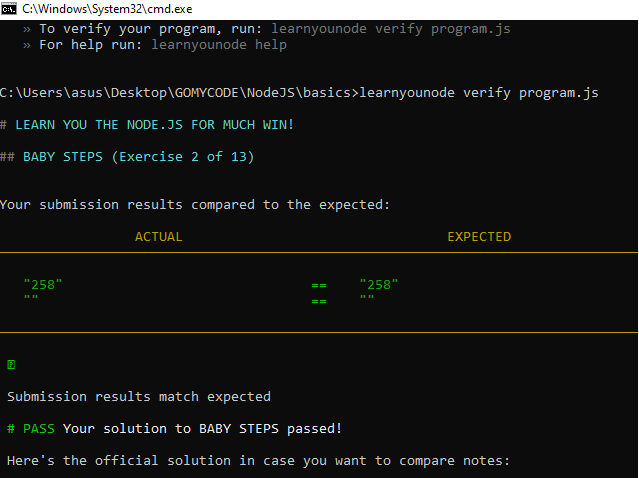 C:\Windows\System32\cmd.exe
» To verify your program, run: learnyounode verify program.js
» For help run: learnyounode help
C:\Users\asus\Desktop\GOMYCODE\NodeJS\basics>learnyounode verify program.js
# LEARN YOU THE NODE.JS FOR MUCH WIN!
## BABY STEPS (Exercise 2 of 13)
Your submission results compared to the expected:
ACTUAL EXPECTED
"258" == "258"
"" == ""
Submission results match expected
# PASS Your solution to BABY STEPS passed!
Here's the official solution in case you want to compare notes: